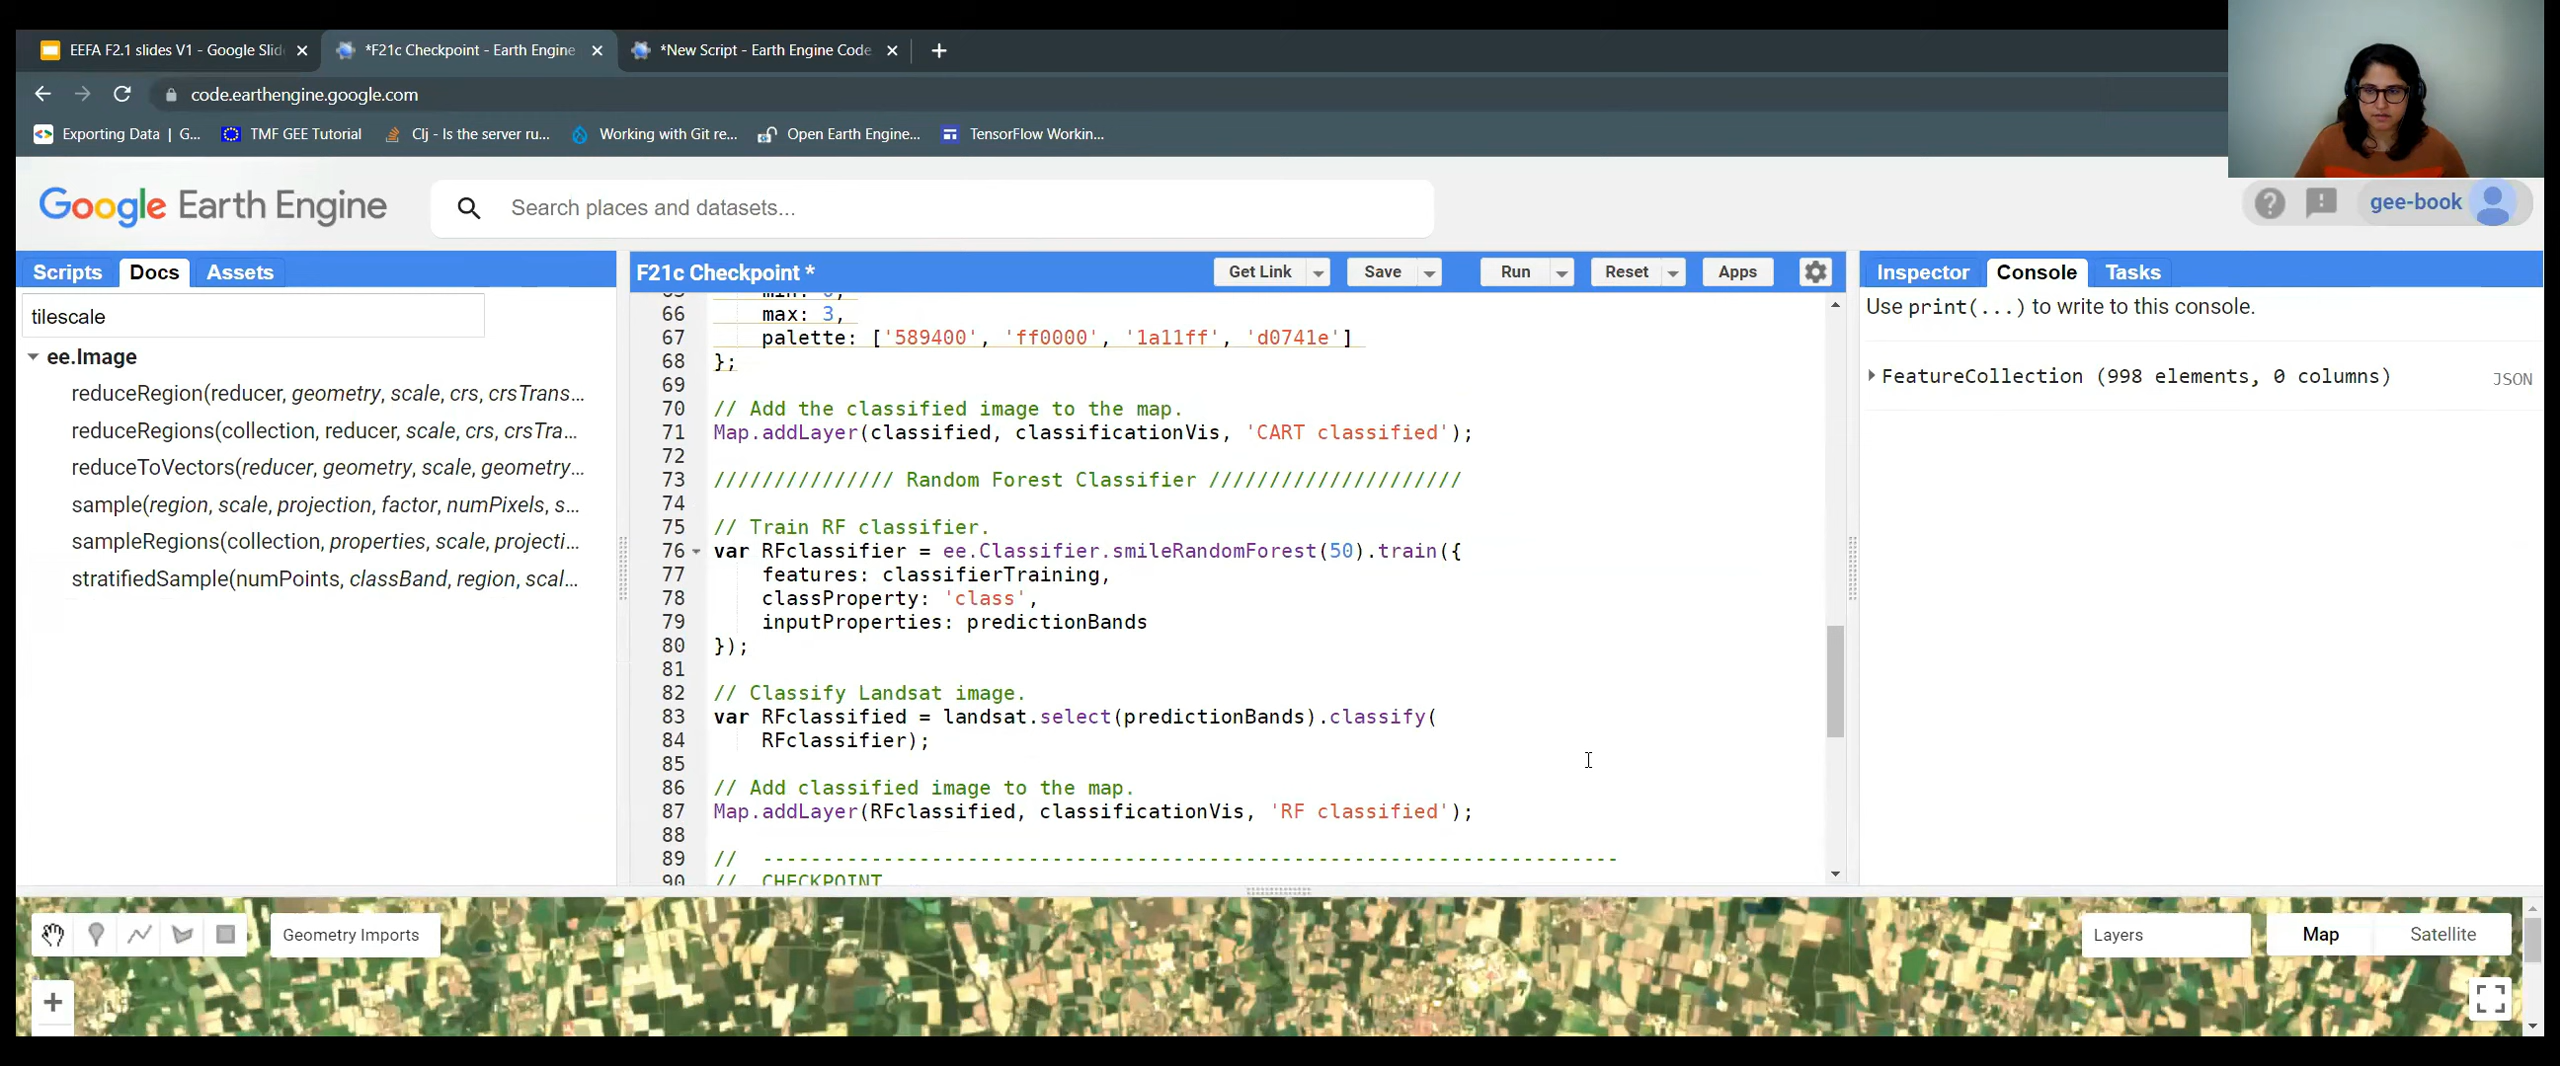 EEFA F2.1 slides V1 - Google Slid
*F21c Checkpoint - Earth Engine
*New Script - Earth Engine Code
code.earthengine.google.com
Exporting Data | G...
TMF GEE Tutorial
Clj - Is the server ru...
Working with Git re...
Open Earth Engine...
TensorFlow Workin...
Google Earth Engine
Search places and datasets...
gee-book
Scripts
Docs
Assets
tilescale
ee.Image
reduceRegion(reducer, geometry, scale, crs, crsTrans...
reduceRegions(collection, reducer, scale, crs, crsTra...
reduceToVectors(reducer, geometry, scale, geometry...
sample(region, scale, projection, factor, numPixels, s...
sampleRegions(collection, properties, scale, projecti...
stratifiedSample(numPoints, classBand, region, scal...
F21c Checkpoint *
Get Link
Save
Run
Reset
Apps
65 min: 0,
66 max: 3,
67 palette: ['589400', 'ff0000', '1a11ff', 'd0741e']
68 };
69
70 // Add the classified image to the map.
71 Map.addLayer(classified, classificationVis, 'CART classified');
72
73 /////////////// Random Forest Classifier /////////////////////
74
75 // Train RF classifier.
76 var RFclassifier = ee.Classifier.smileRandomForest(50).train({
77 features: classifierTraining,
78 classProperty: 'class',
79 inputProperties: predictionBands
80 });
81
82 // Classify Landsat image.
83 var RFclassified = landsat.select(predictionBands).classify(
84 RFclassifier);
85
86 // Add classified image to the map.
87 Map.addLayer(RFclassified, classificationVis, 'RF classified');
88
89 // -----------------------------------------------------------------------
90 // CHECKPOINT
Inspector
Console
Tasks
Use print(...) to write to this console.
FeatureCollection (998 elements, 0 columns)
JSON
Geometry Imports
Layers
Map
Satellite